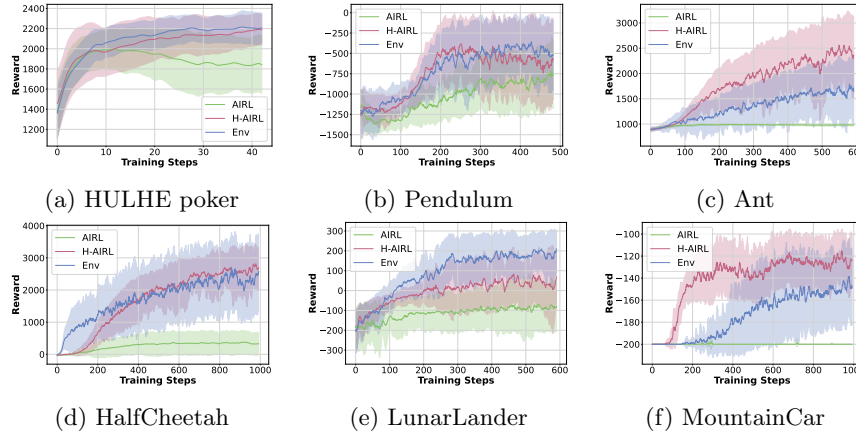 2400
2200
2000
1800
1600
1400
1200
Reward
AIRL
H-AIRL
Env
0 10 20 30 40
Training Steps
(a) HULHE poker
0
−250
−500
−750
−1000
−1250
−1500
Reward
AIRL
H-AIRL
Env
0 100 200 300 400 500
Training Steps
(b) Pendulum
3000
2500
2000
1500
1000
Reward
AIRL
H-AIRL
Env
0 100 200 300 400 500 600
Training Steps
(c) Ant
4000
3000
2000
1000
0
Reward
AIRL
H-AIRL
Env
0 200 400 600 800 1000
Training Steps
(d) HalfCheetah
300
200
100
0
−100
−200
−300
Reward
AIRL
H-AIRL
Env
0 100 200 300 400 500 600
Training Steps
(e) LunarLander
−100
−120
−140
−160
−180
−200
Reward
AIRL
H-AIRL
Env
0 200 400 600 800 1000
Training Steps
(f) MountainCar